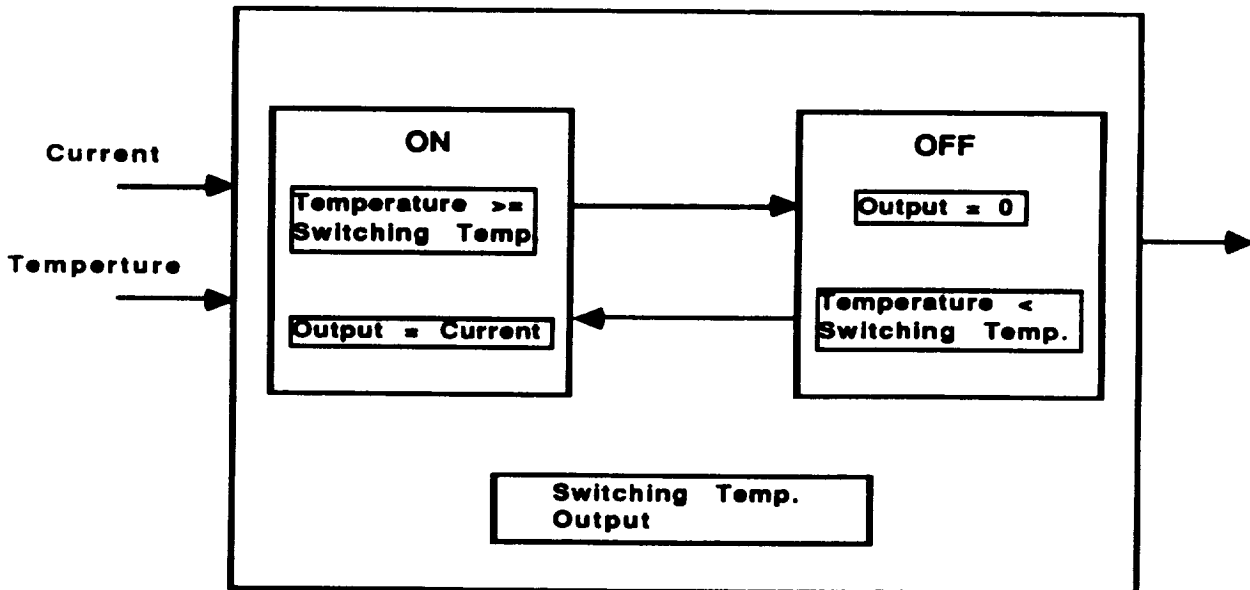 Current
Temperture
ON
Temperature >=
Switching Temp
Output = Current
OFF
Output = 0
Temperature <
Switching Temp.
Switching Temp.
Output